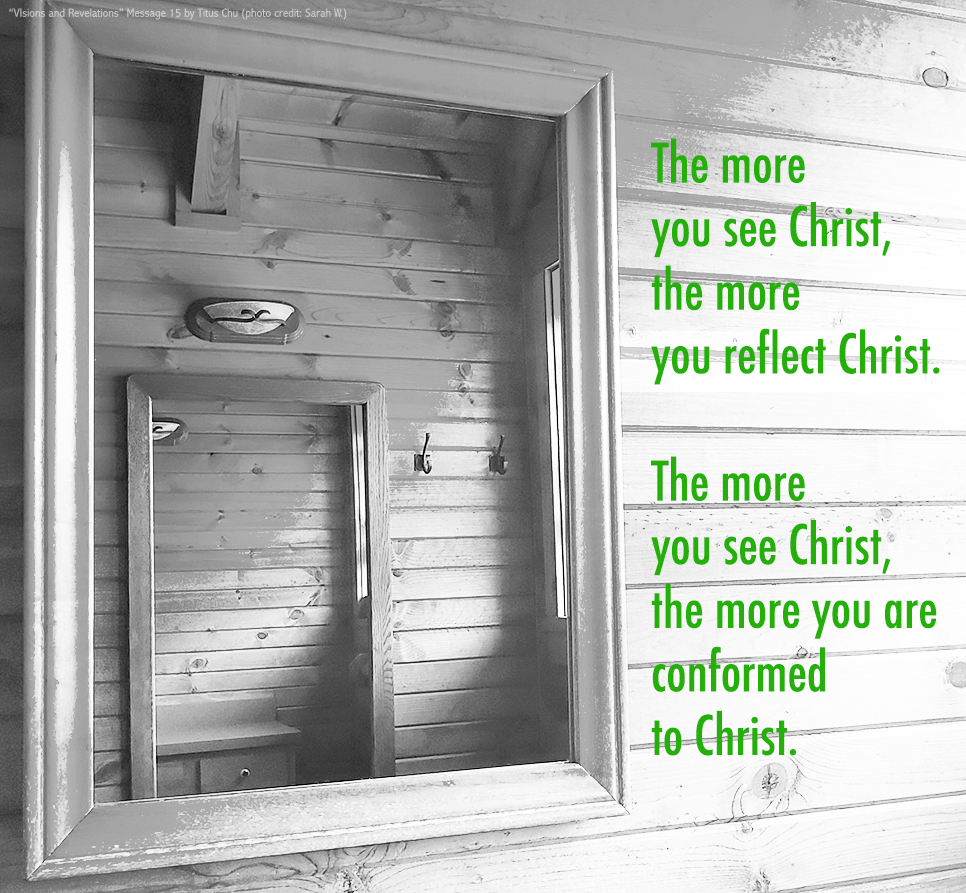 "Visions and Revelations" Message 15 by Titus Chu (photo credit: Sarah W.)
The more
you see Christ,
the more
you reflect Christ.
The more
you see Christ,
the more you are
conformed
to Christ.